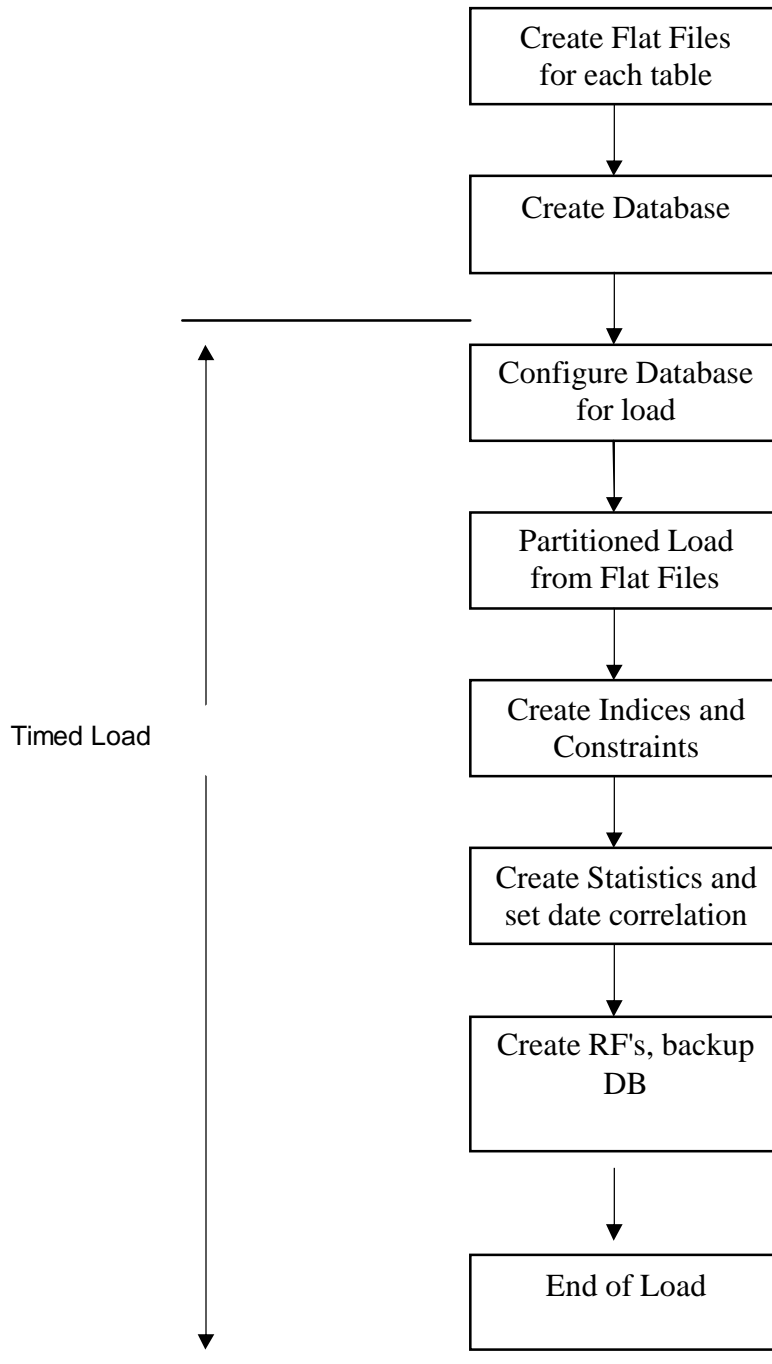 Create Flat Files
for each table
Create Database
Configure Database
for load
Partitioned Load
from Flat Files
Create Indices and
Constraints
Timed Load
Create Statistics and
set date correlation
Create RF's, backup
DB
End of Load